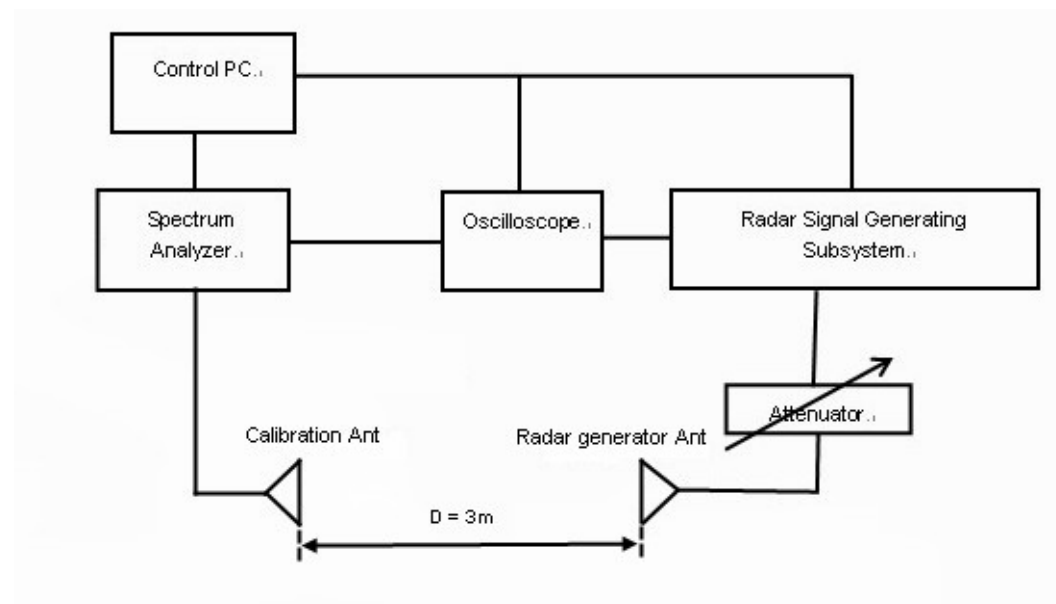 Control PC.
Spectrum
Analyzer.
Oscilloscope.
Radar Signal Generating
Subsystem.
Attenuator.
Calibration Ant
Radar generator Ant
D = 3m